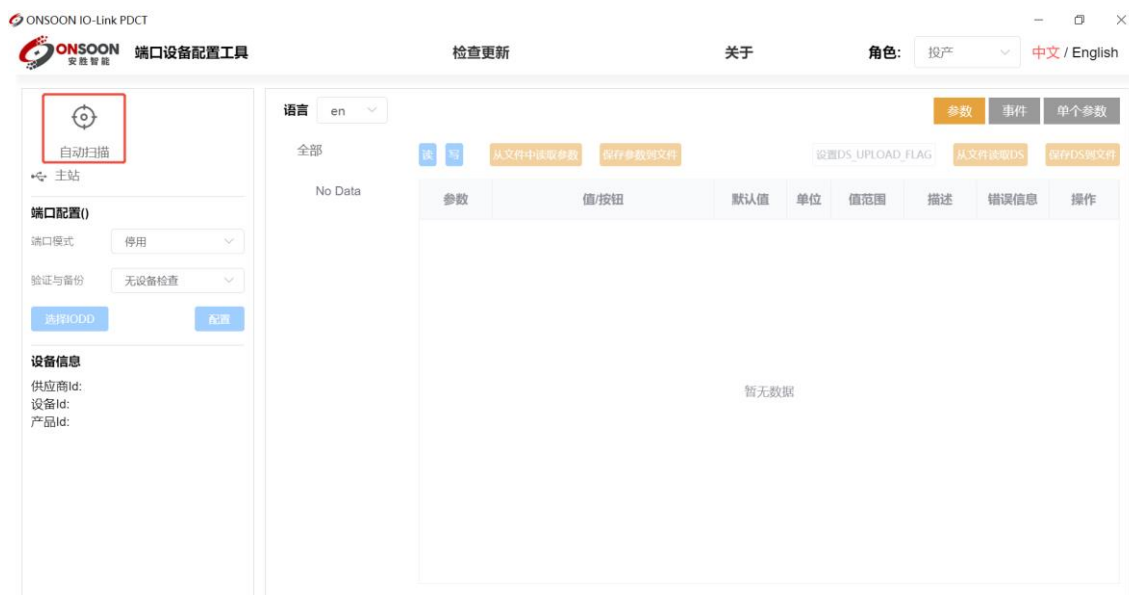 ONSOON IO-Link PDCT
ONSOON 安胜智能 端口设备配置工具 检查更新 关于 角色: 投产 中文 / English
自动扫描
主站
端口配置()
端口模式 停用
验证与备份 无设备检查
选择IODD 配置
设备信息
供应商Id:
设备Id:
产品Id:
语言 en 参数 事件 单个参数
全部 读 写 从文件中读取参数 保存参数到文件 设置DS_UPLOAD_FLAG 从文件读取DS 保存DS到文件
No Data
参数 值/按钮 默认值 单位 值范围 描述 错误信息 操作
暂无数据